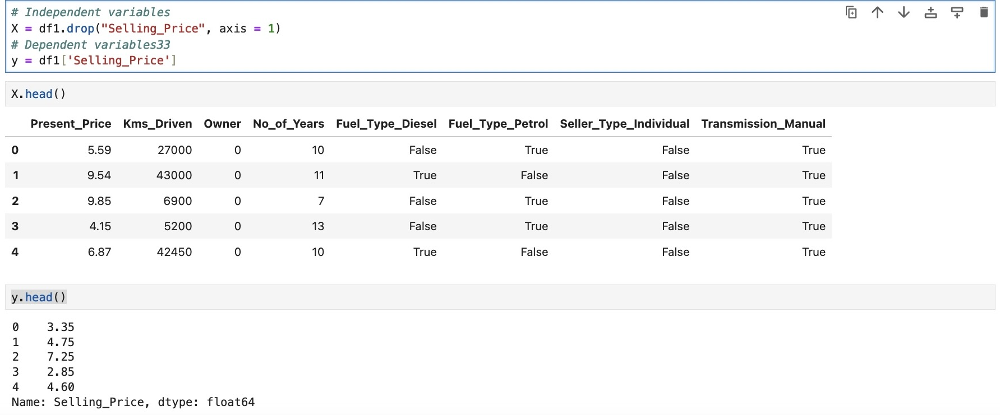 # Independent variables
X = df1.drop("Selling_Price", axis = 1)
# Dependent variables33
y = df1['Selling_Price']
X.head()
Present_Price Kms_Driven Owner No_of_Years Fuel_Type_Diesel Fuel_Type_Petrol Seller_Type_Individual Transmission_Manual
0 5.59 27000 0 10 False True False True
1 9.54 43000 0 11 True False False True
2 9.85 6900 0 7 False True False True
3 4.15 5200 0 13 False True False True
4 6.87 42450 0 10 True False False True
y.head()
0 3.35
1 4.75
2 7.25
3 2.85
4 4.60
Name: Selling_Price, dtype: float64